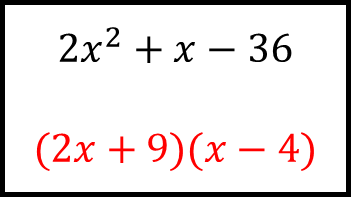 2x² + x − 36
(2x + 9)(x − 4)